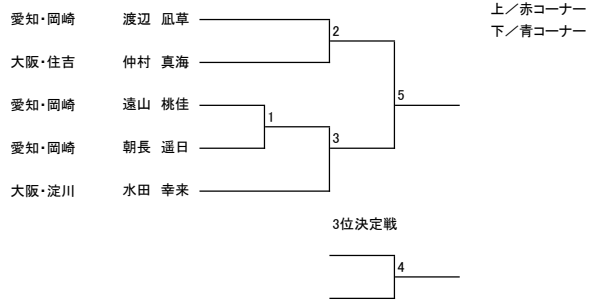 上／赤コーナー
下／青コーナー
愛知・岡崎 渡辺 凪草
2
大阪・住吉 仲村 真海
5
愛知・岡崎 遠山 桃佳
1
3
愛知・岡崎 朝長 遥日
大阪・淀川 水田 幸来
3位決定戦
4